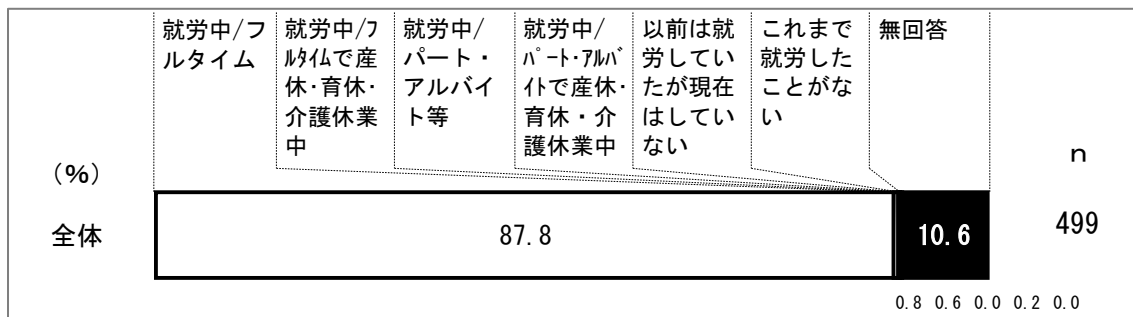 就労中/フ
ルタイム
就労中/ﾌ
ﾙﾀｲﾑで産
休･育休･
介護休業
中
就労中/
パート・
アルバイ
ト等
就労中/
ﾊﾟｰﾄ･ｱﾙﾊﾞ
ｲﾄで産休･
育休・介
護休業中
以前は就
労してい
たが現在
はしてい
ない
これまで
就労した
ことがな
い
無回答
(%)
n
全体
87.8
10.6
499
0.8 0.6 0.0 0.2 0.0